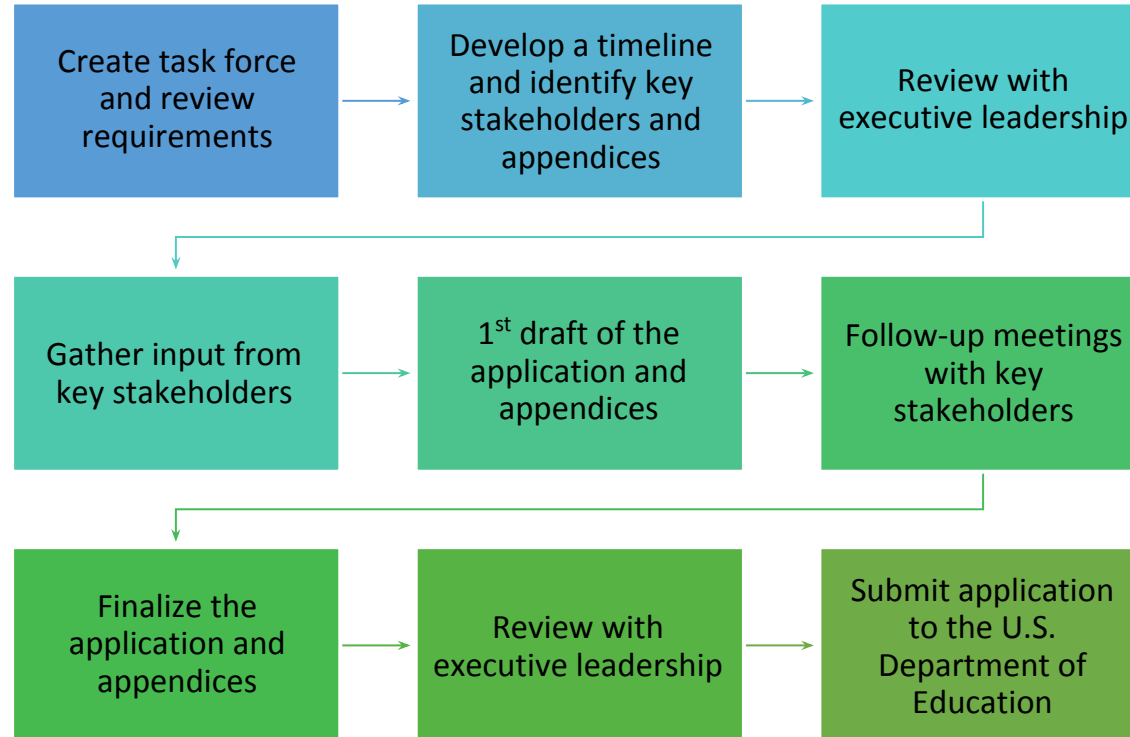 Create task force
and review
requirements
Develop a timeline
and identify key
stakeholders and
appendices
Review with
executive leadership
Gather input from
key stakeholders
1st draft of the
application and
appendices
Follow-up meetings
with key
stakeholders
Finalize the
application and
appendices
Review with
executive leadership
Submit application
to the U.S.
Department of
Education